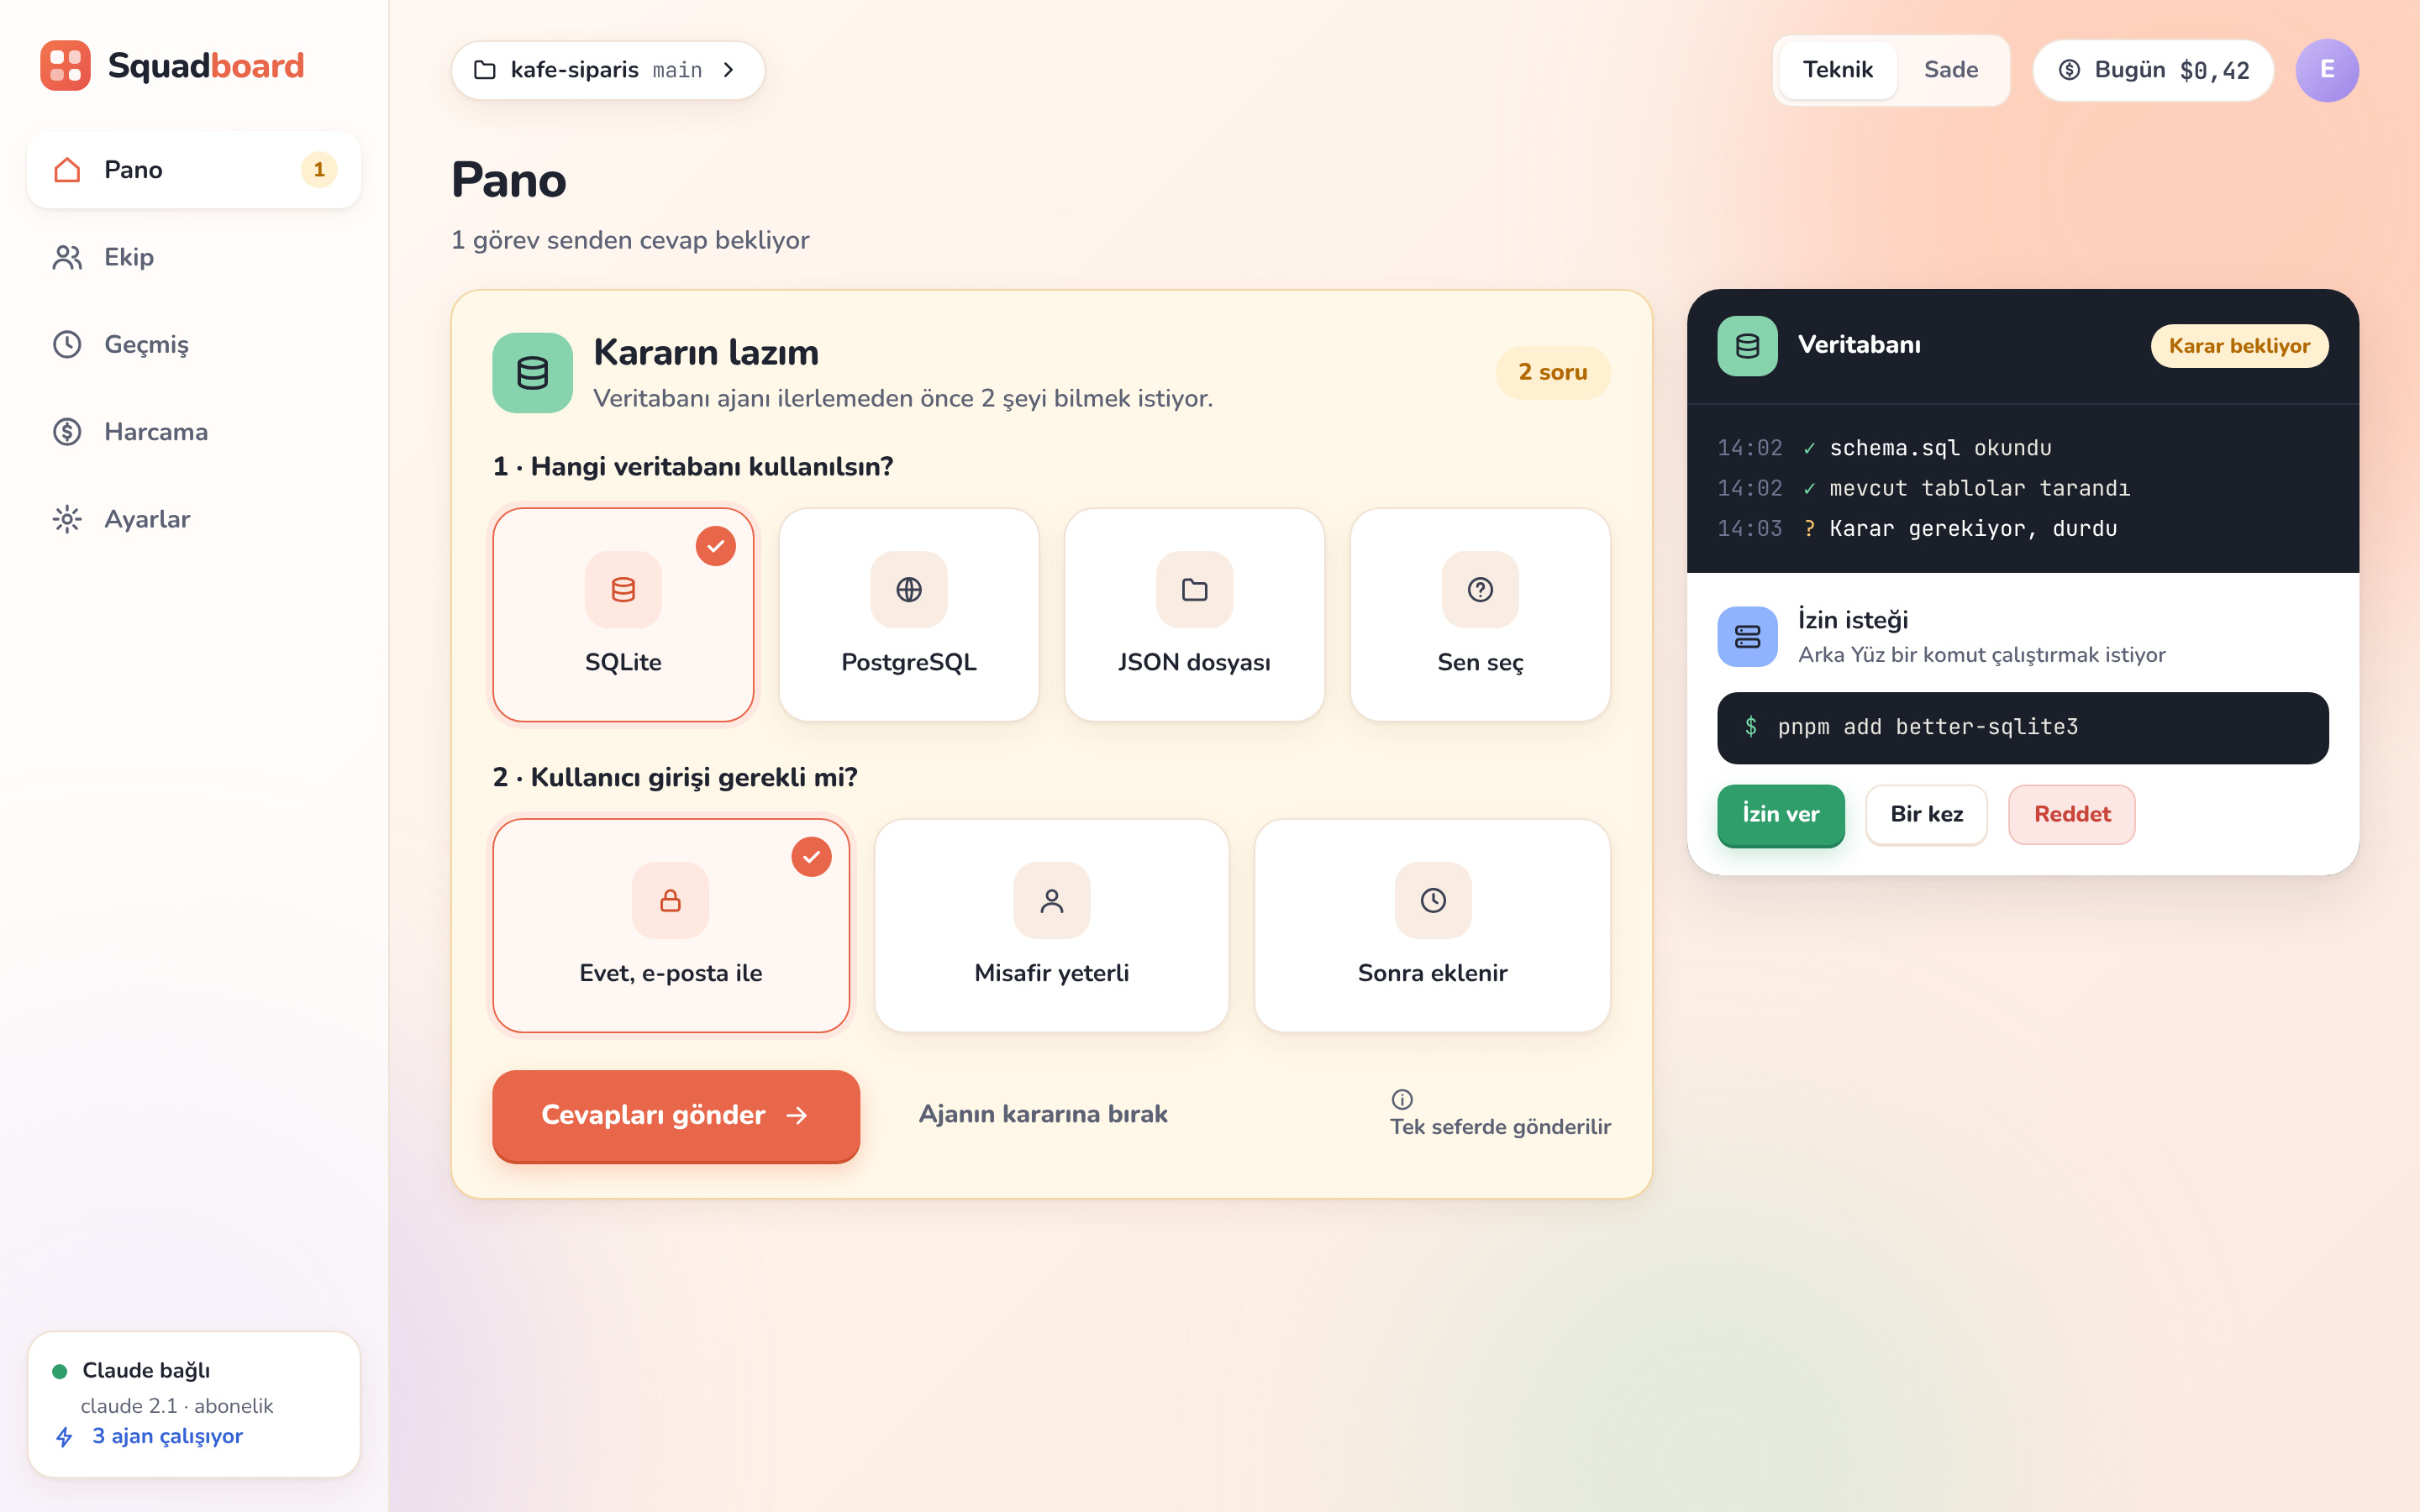 Squadboard
Pano 1
Ekip
Geçmiş
Harcama
Ayarlar
Claude bağlı
claude 2.1 · abonelik
3 ajan çalışıyor
kafe-siparis main
Teknik Sade
Bugün $0,42
E
Pano
1 görev senden cevap bekliyor
Kararın lazım
Veritabanı ajanı ilerlemeden önce 2 şeyi bilmek istiyor.
2 soru
1 · Hangi veritabanı kullanılsın?
SQLite
PostgreSQL
JSON dosyası
Sen seç
2 · Kullanıcı girişi gerekli mi?
Evet, e-posta ile
Misafir yeterli
Sonra eklenir
Cevapları gönder →
Ajanın kararına bırak
Tek seferde gönderilir
Veritabanı
Karar bekliyor
14:02 ✓ schema.sql okundu
14:02 ✓ mevcut tablolar tarandı
14:03 ? Karar gerekiyor, durdu
İzin isteği
Arka Yüz bir komut çalıştırmak istiyor
$ pnpm add better-sqlite3
İzin ver
Bir kez
Reddet